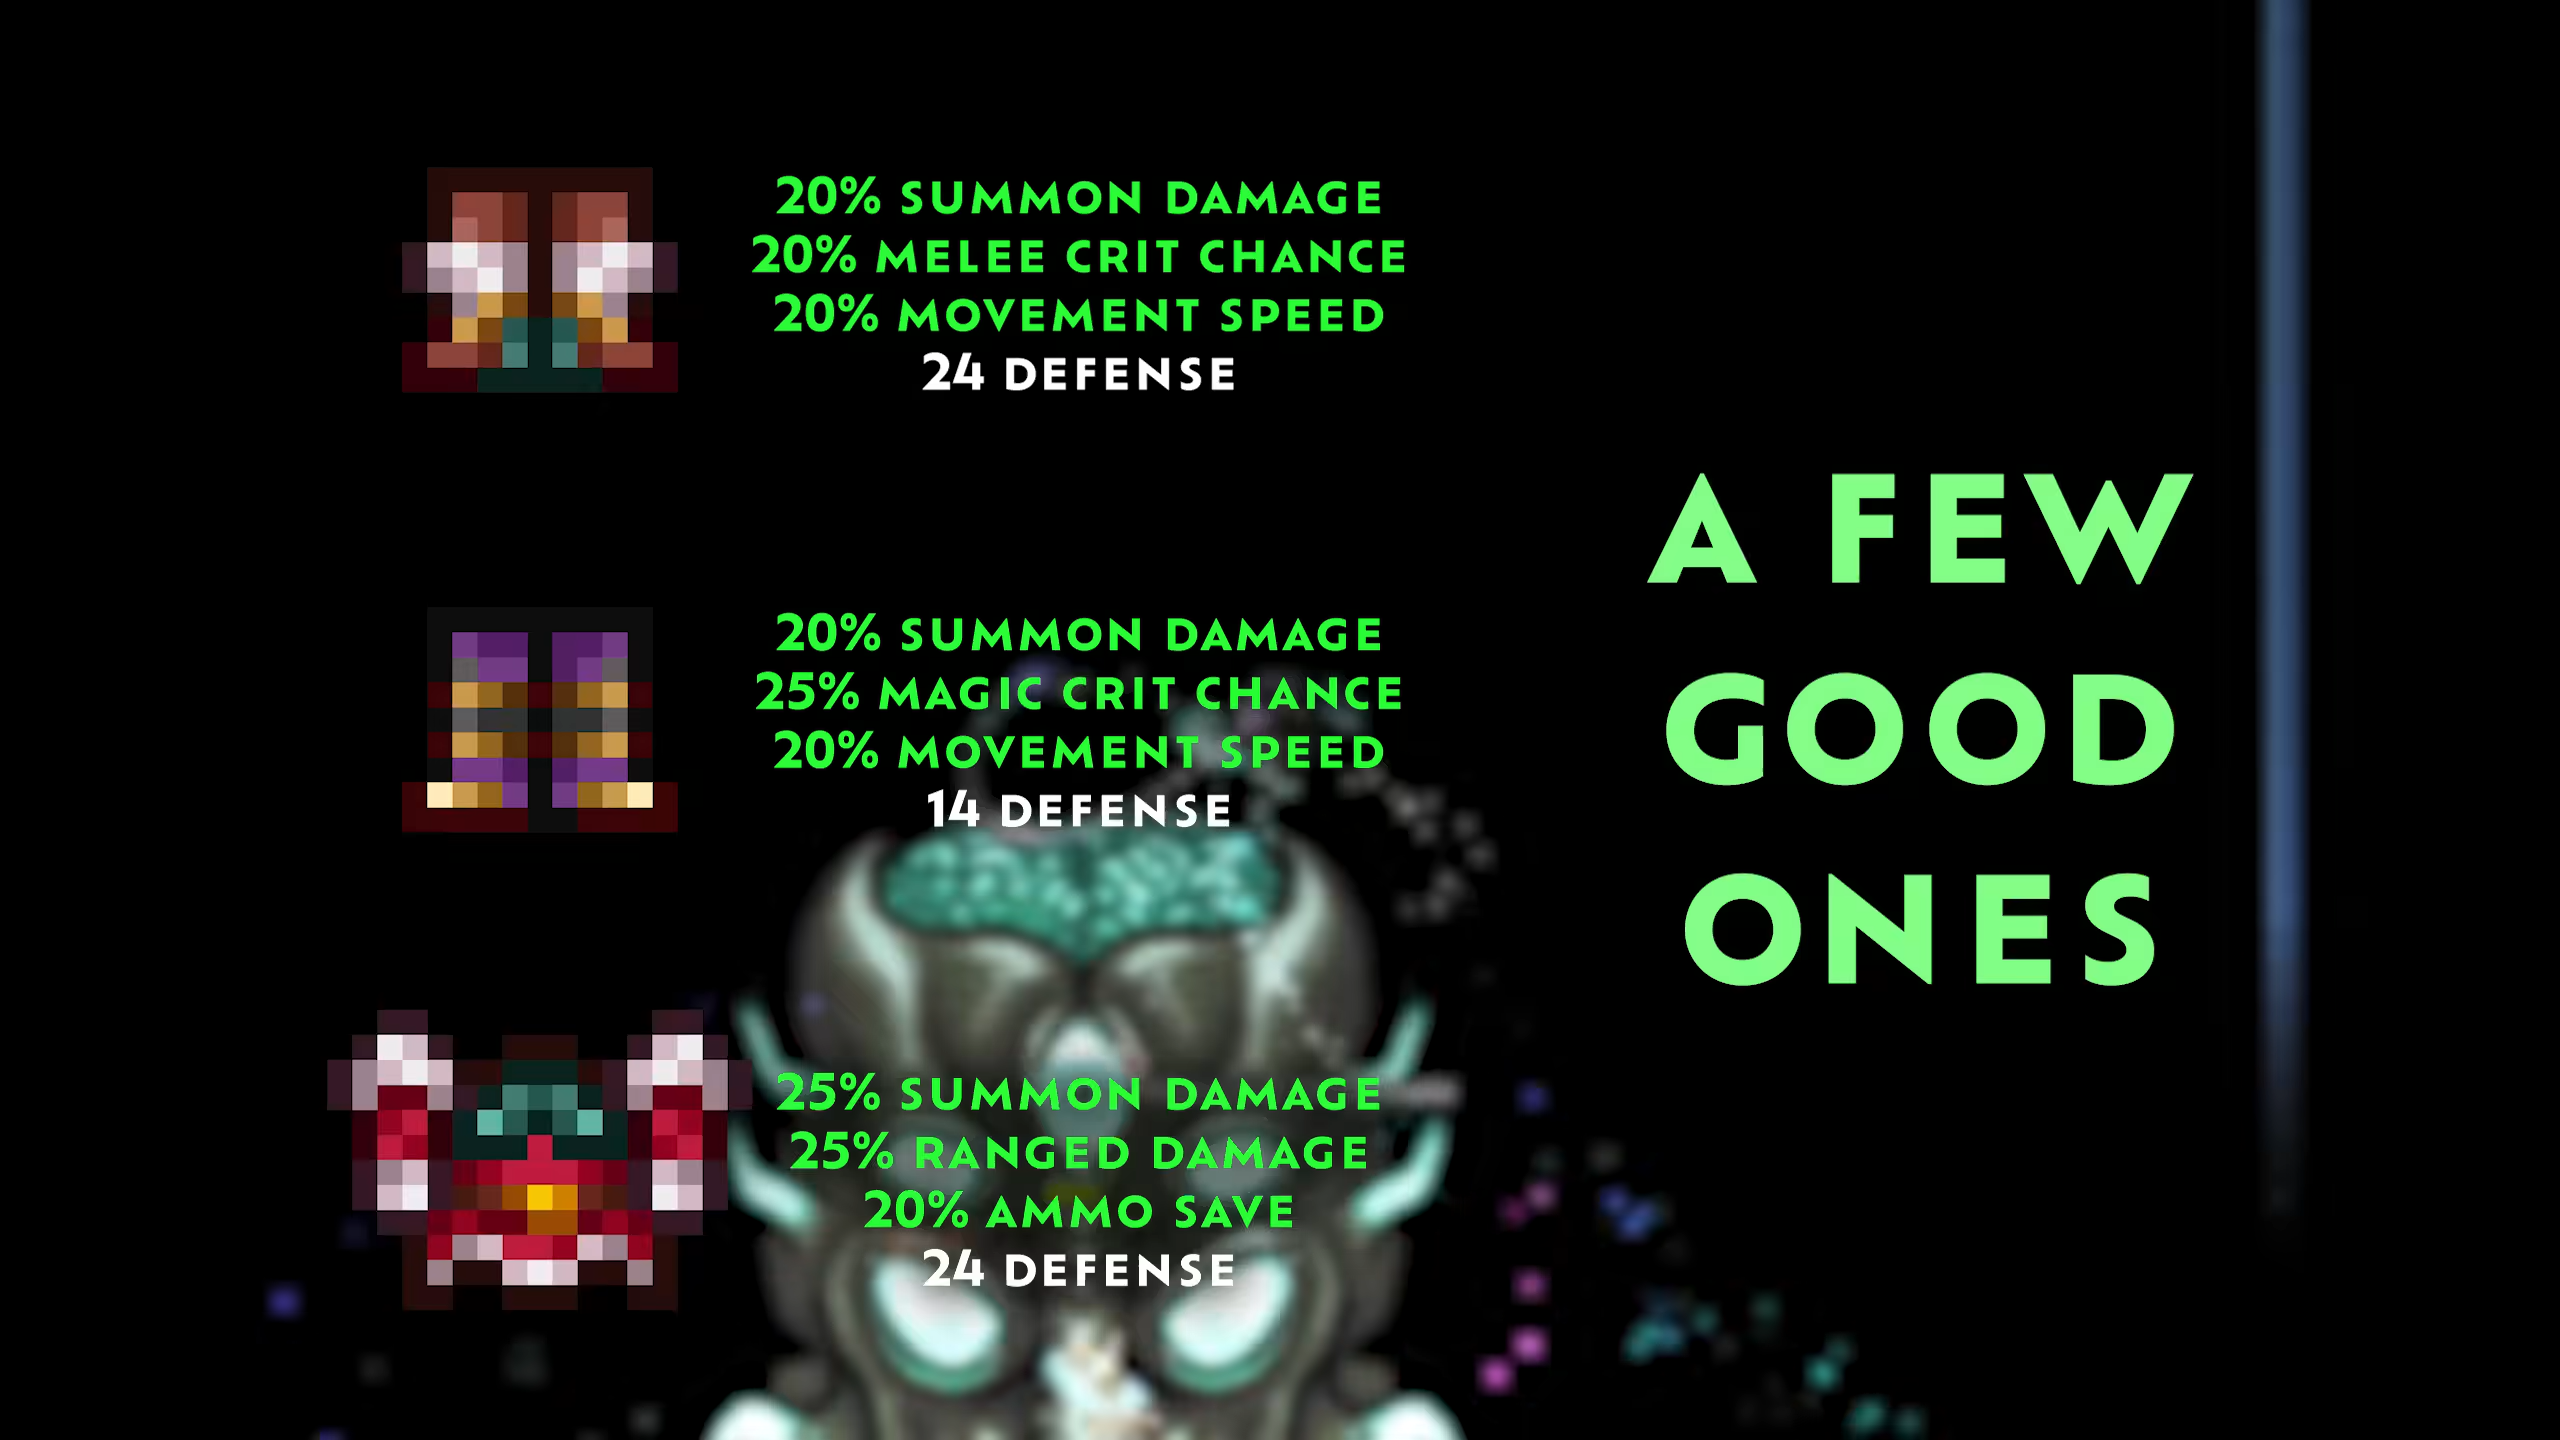 20% SUMMON DAMAGE
20% MELEE CRIT CHANCE
20% MOVEMENT SPEED
24 DEFENSE
20% SUMMON DAMAGE
25% MAGIC CRIT CHANCE
20% MOVEMENT SPEED
14 DEFENSE
25% SUMMON DAMAGE
25% RANGED DAMAGE
20% AMMO SAVE
24 DEFENSE
A FEW
GOOD
ONES